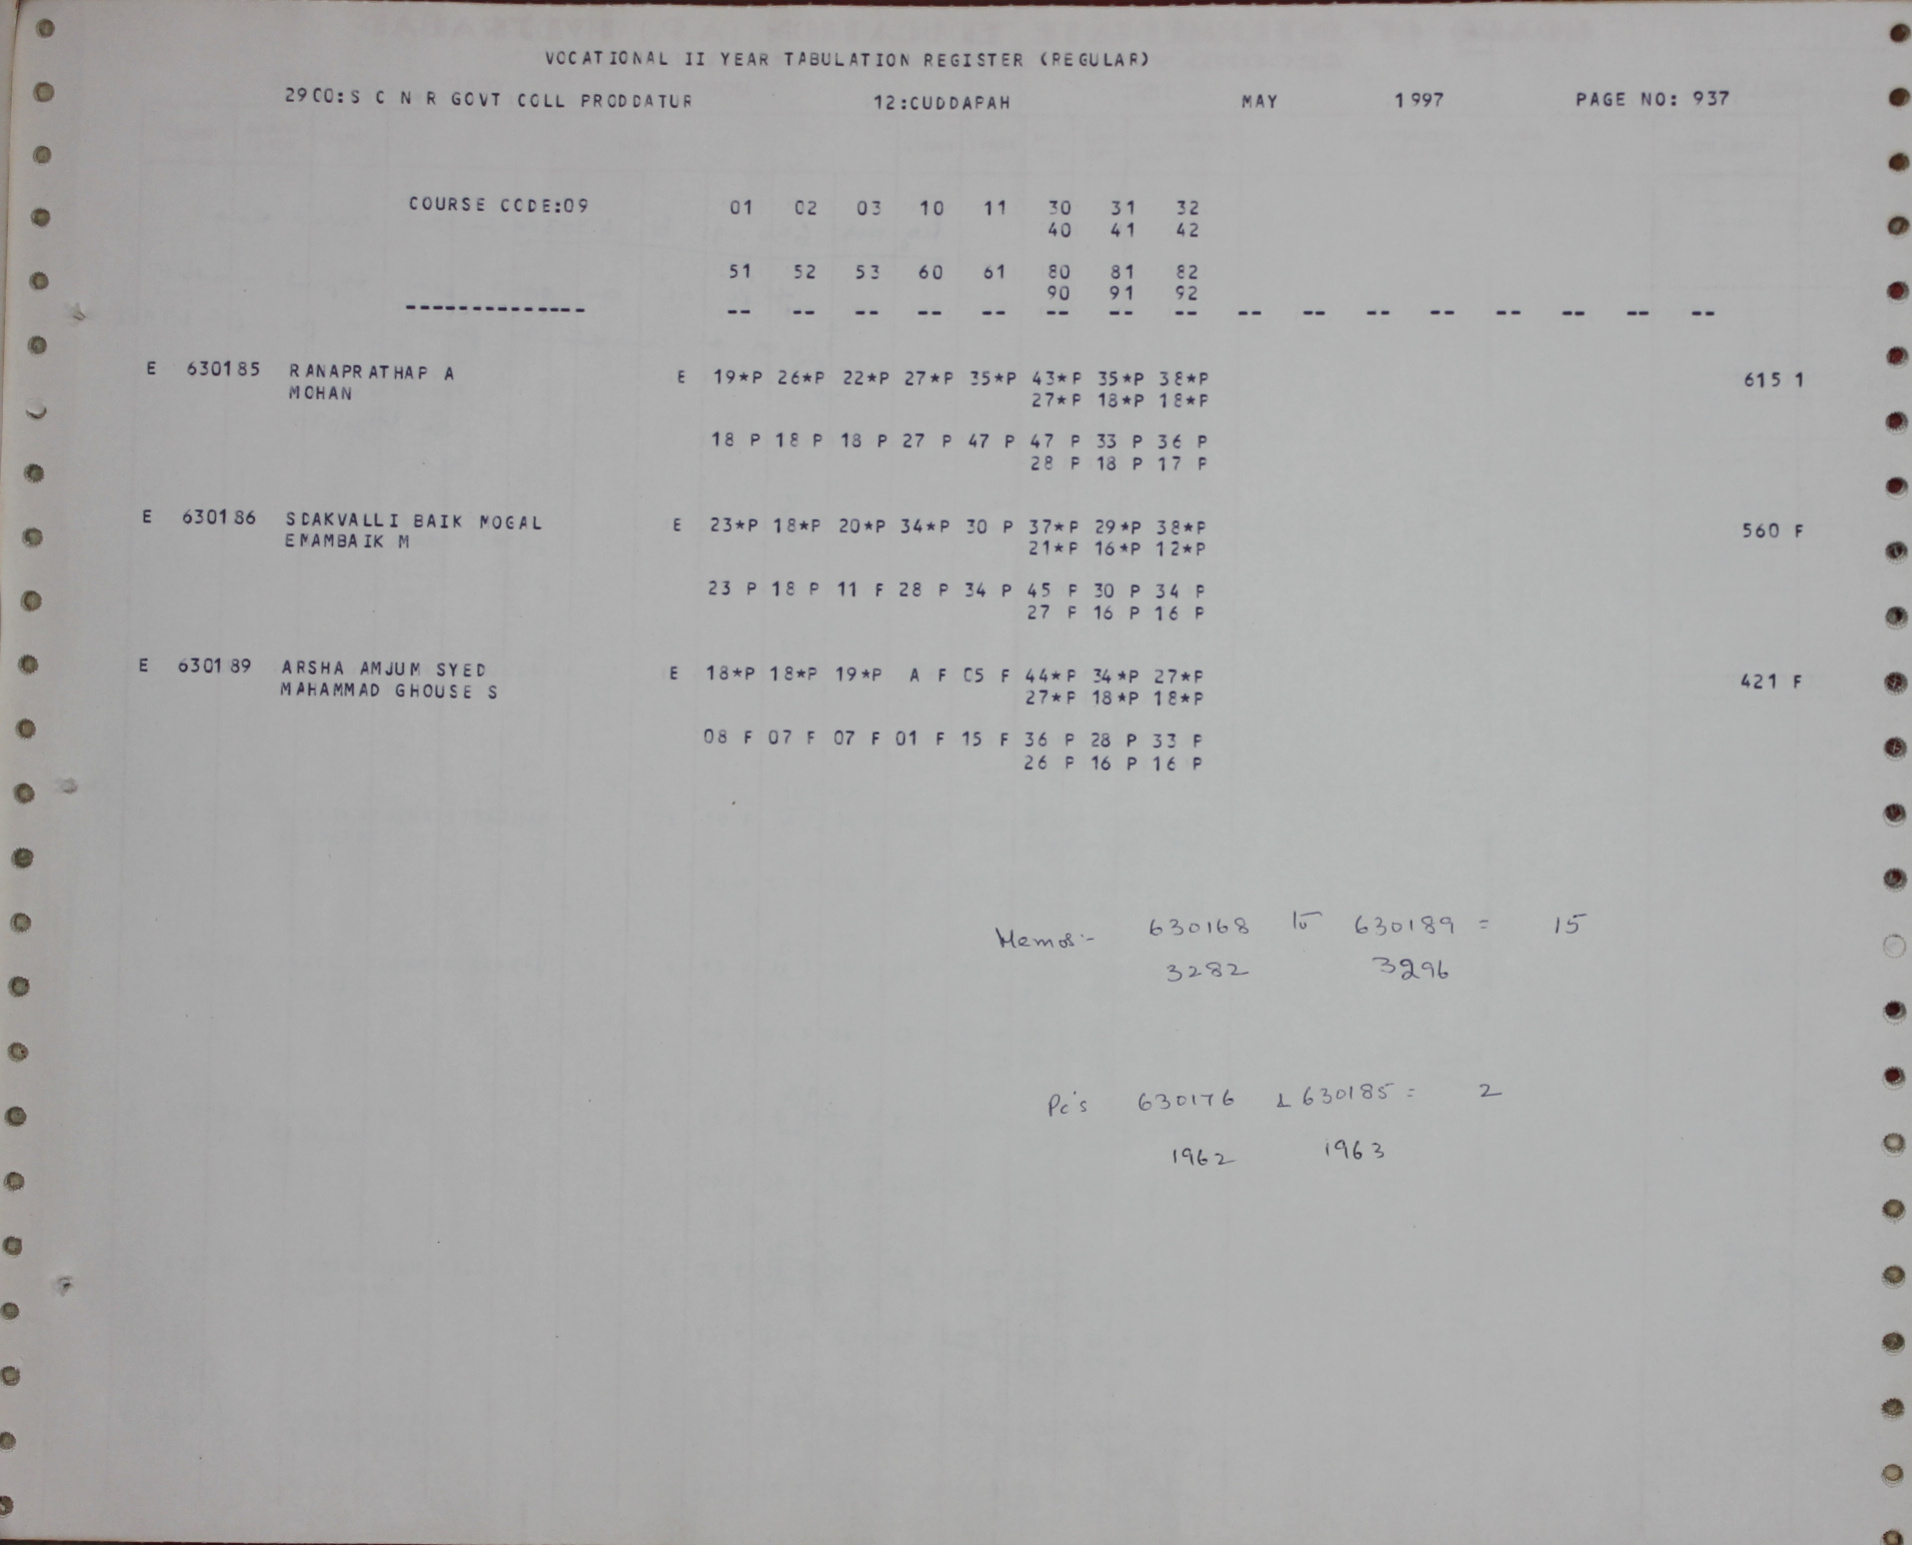 VOCATIONAL II YEAR TABULATION REGISTER (REGULAR)
29CO:S C N R GOVT COLL PRODDATUR 12:CUDDAPAH MAY 1997 PAGE NO: 937
COURSE CODE:09 01 02 03 10 11 30 31 32
40 41 42
51 52 53 60 61 80 81 82
90 91 92
-------------- -- -- -- -- -- -- -- -- -- -- -- -- -- -- -- --
E 630185 RANAPRATHAP A E 19*P 26*P 22*P 27*P 35*P 43*P 35*P 38*P 615 1
MOHAN 27*P 18*P 18*P
18 P 18 P 18 P 27 P 47 P 47 P 33 P 36 P
28 P 18 P 17 P
E 630186 SDAKVALLI BAIK MOGAL E 23*P 18*P 20*P 34*P 30 P 37*P 29*P 38*P 560 F
EMAMBAIK M 21*P 16*P 12*P
23 P 18 P 11 F 28 P 34 P 45 P 30 P 34 P
27 P 16 P 16 P
E 630189 ARSHA AMJUM SYED E 18*P 18*P 19*P A F 05 F 44*P 34*P 27*P 421 F
MAHAMMAD GHOUSE S 27*P 18*P 18*P
08 F 07 F 07 F 01 F 15 F 36 P 28 P 33 P
26 P 16 P 16 P
Memos:- 630168 to 630189 = 15
3282 3296
Pc's 630176 & 630185 = 2
1962 1963